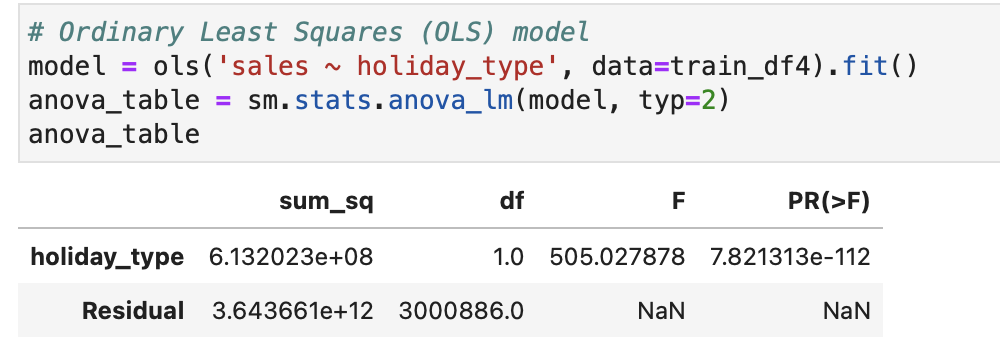 # Ordinary Least Squares (OLS) model
model = ols('sales ~ holiday_type', data=train_df4).fit()
anova_table = sm.stats.anova_lm(model, typ=2)
anova_table
sum_sq df F PR(>F)
holiday_type 6.132023e+08 1.0 505.027878 7.821313e-112
Residual 3.643661e+12 3000886.0 NaN NaN